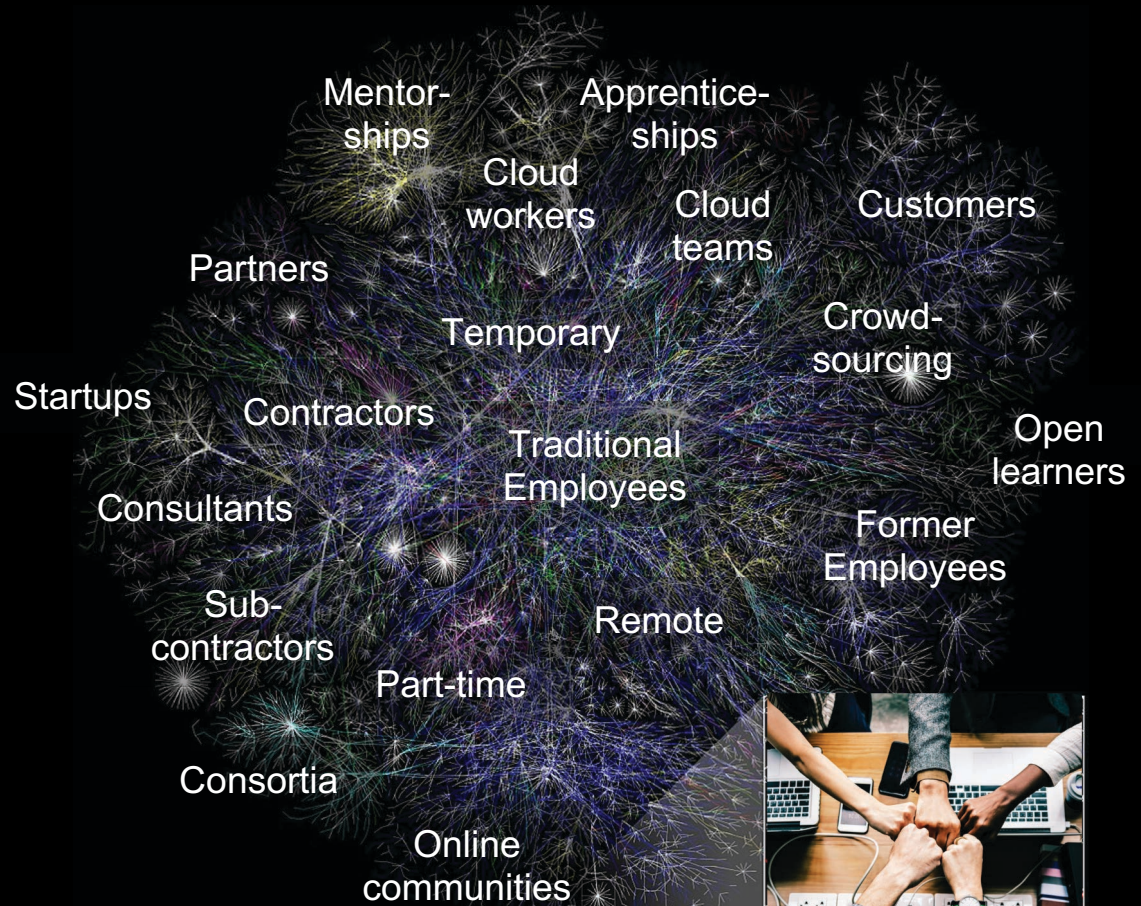 Mentor-
ships
Apprentice-
ships
Cloud
workers
Cloud
teams
Customers
Partners
Temporary
Crowd-
sourcing
Startups
Contractors
Traditional
Employees
Open
learners
Consultants
Former
Employees
Sub-
contractors
Remote
Part-time
Consortia
Online
communities